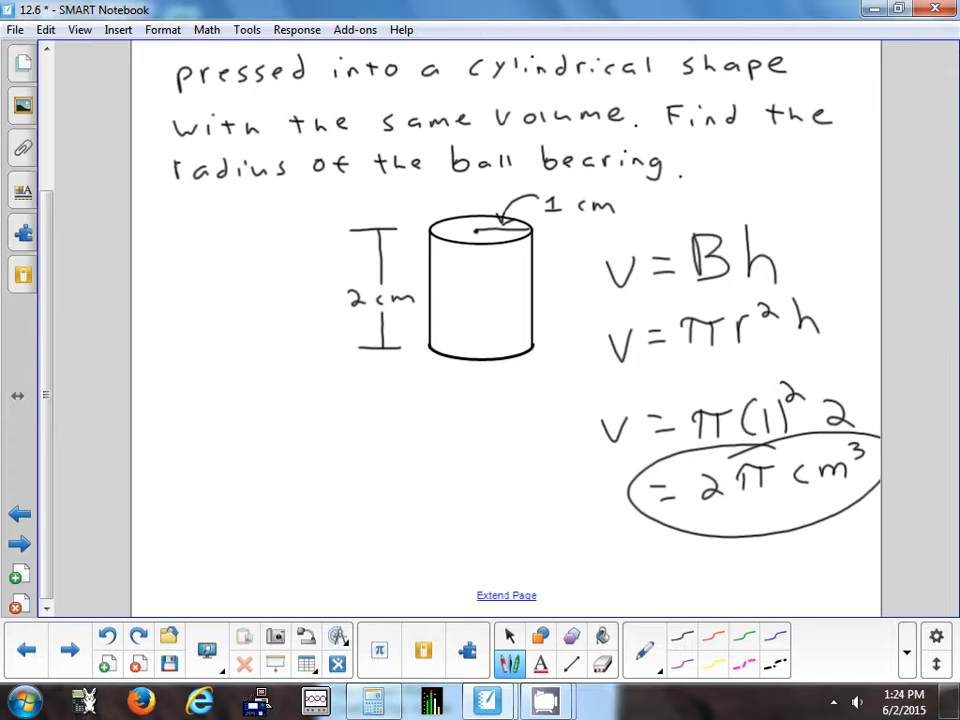 12.6 * - SMART Notebook
File Edit View Insert Format Math Tools Response Add-ons Help
pressed into a cylindrical shape
with the same volume. Find the
radius of the ball bearing.
1 cm
2 cm
V = Bh
V = πr² h
V = π(1)² 2
= 2π cm³
Extend Page
π
A
1:24 PM
6/2/2015